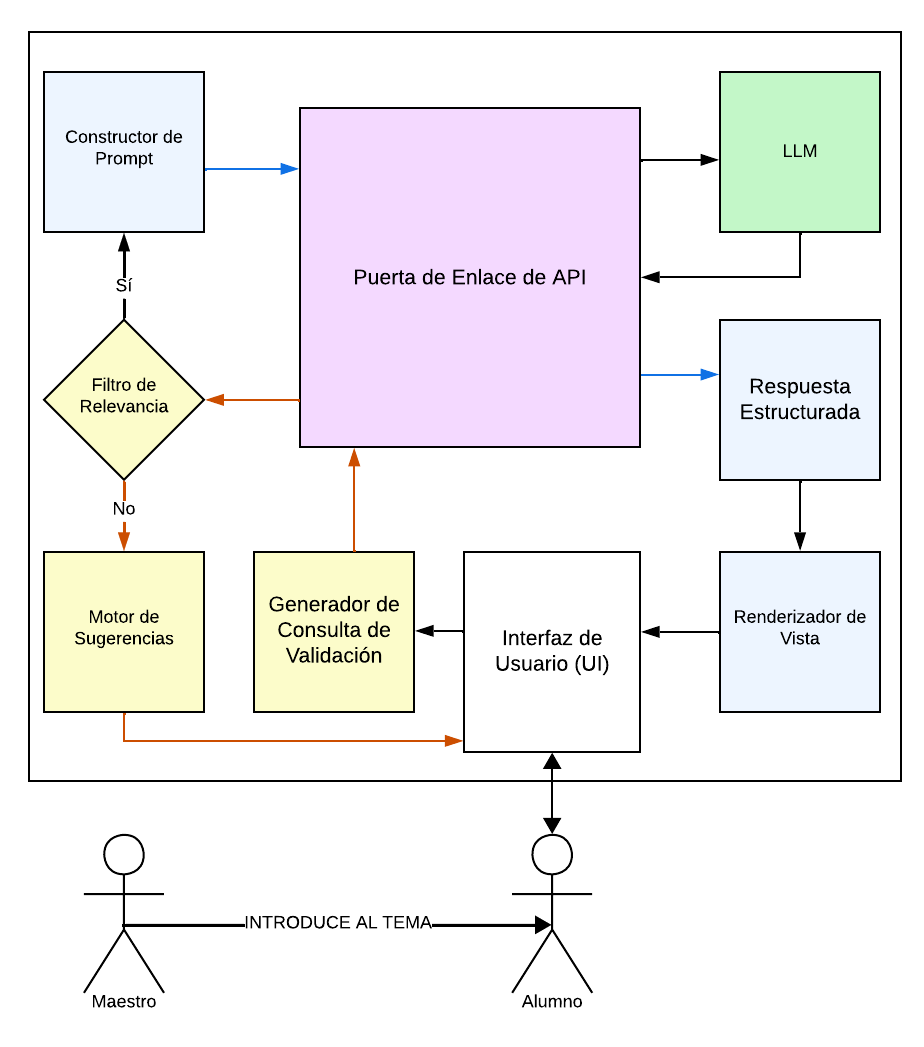 Constructor de
Prompt
LLM
Puerta de Enlace de API
Sí
Filtro de
Relevancia
Respuesta
Estructurada
No
Motor de
Sugerencias
Generador de
Consulta de
Validación
Interfaz de
Usuario (UI)
Renderizador de
Vista
INTRODUCE AL TEMA
Maestro
Alumno